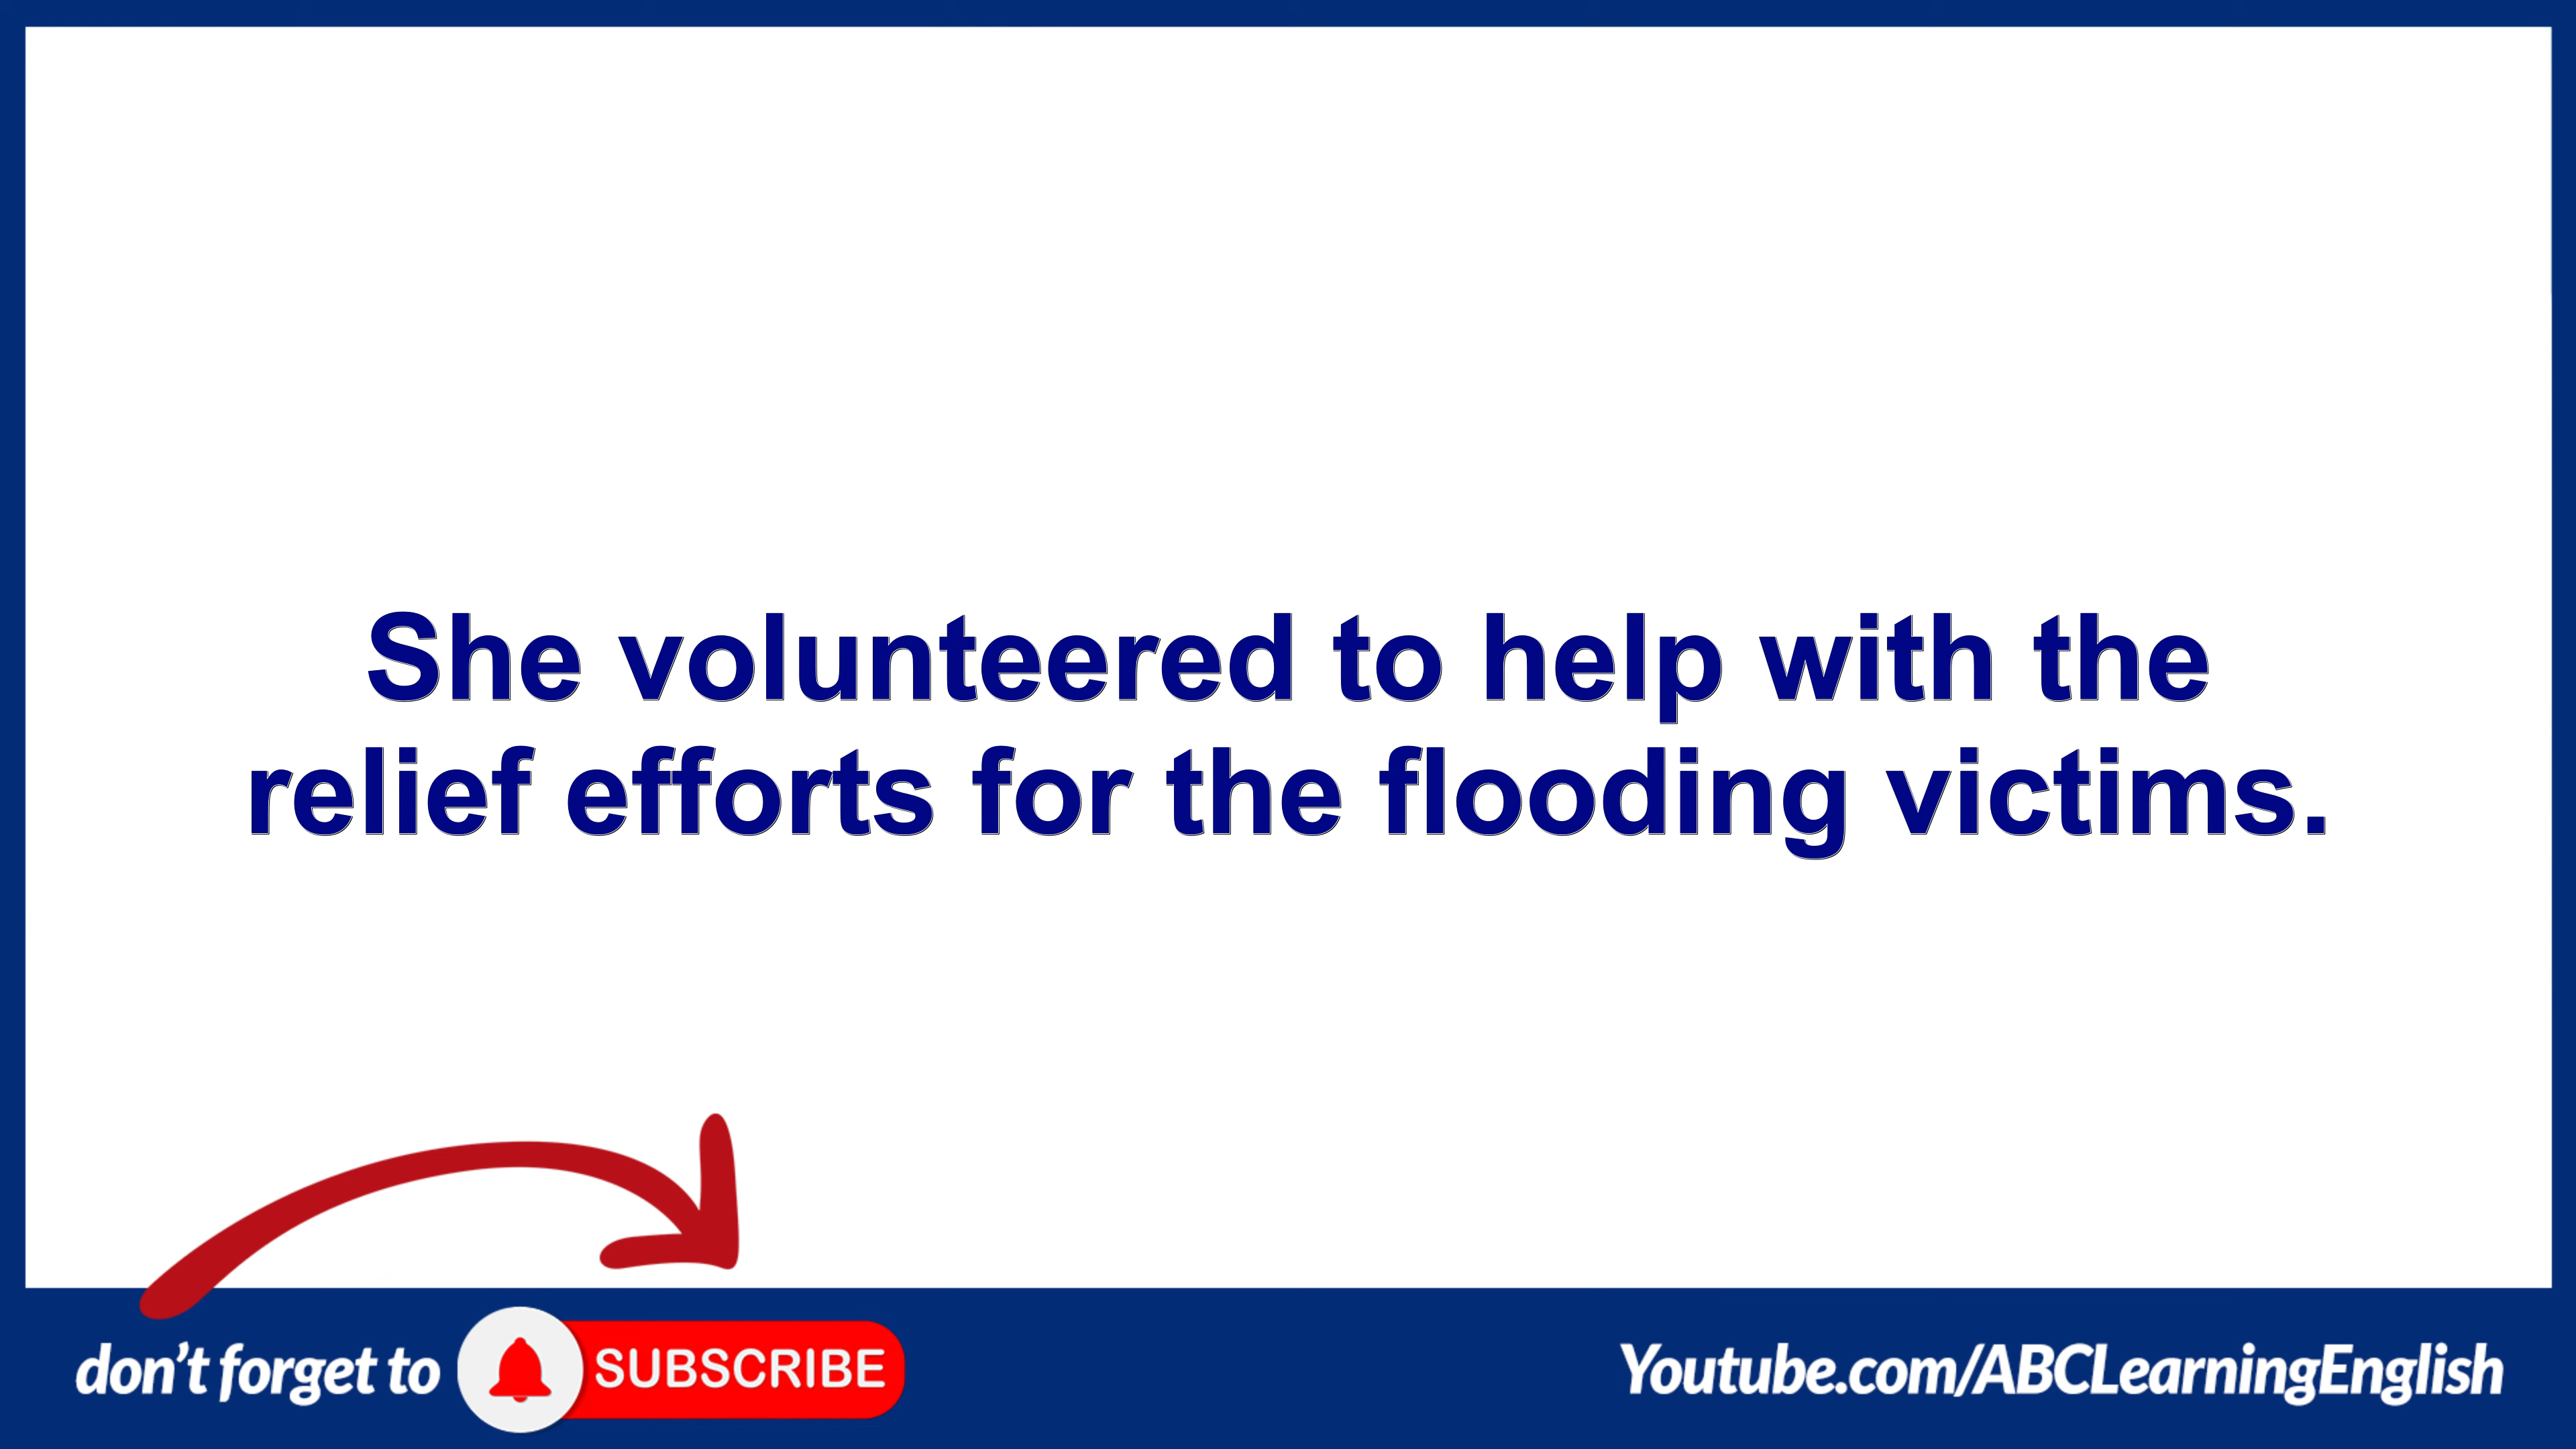 She volunteered to help with the
relief efforts for the flooding victims.
don't forget to SUBSCRIBE
Youtube.com/ABCLearningEnglish